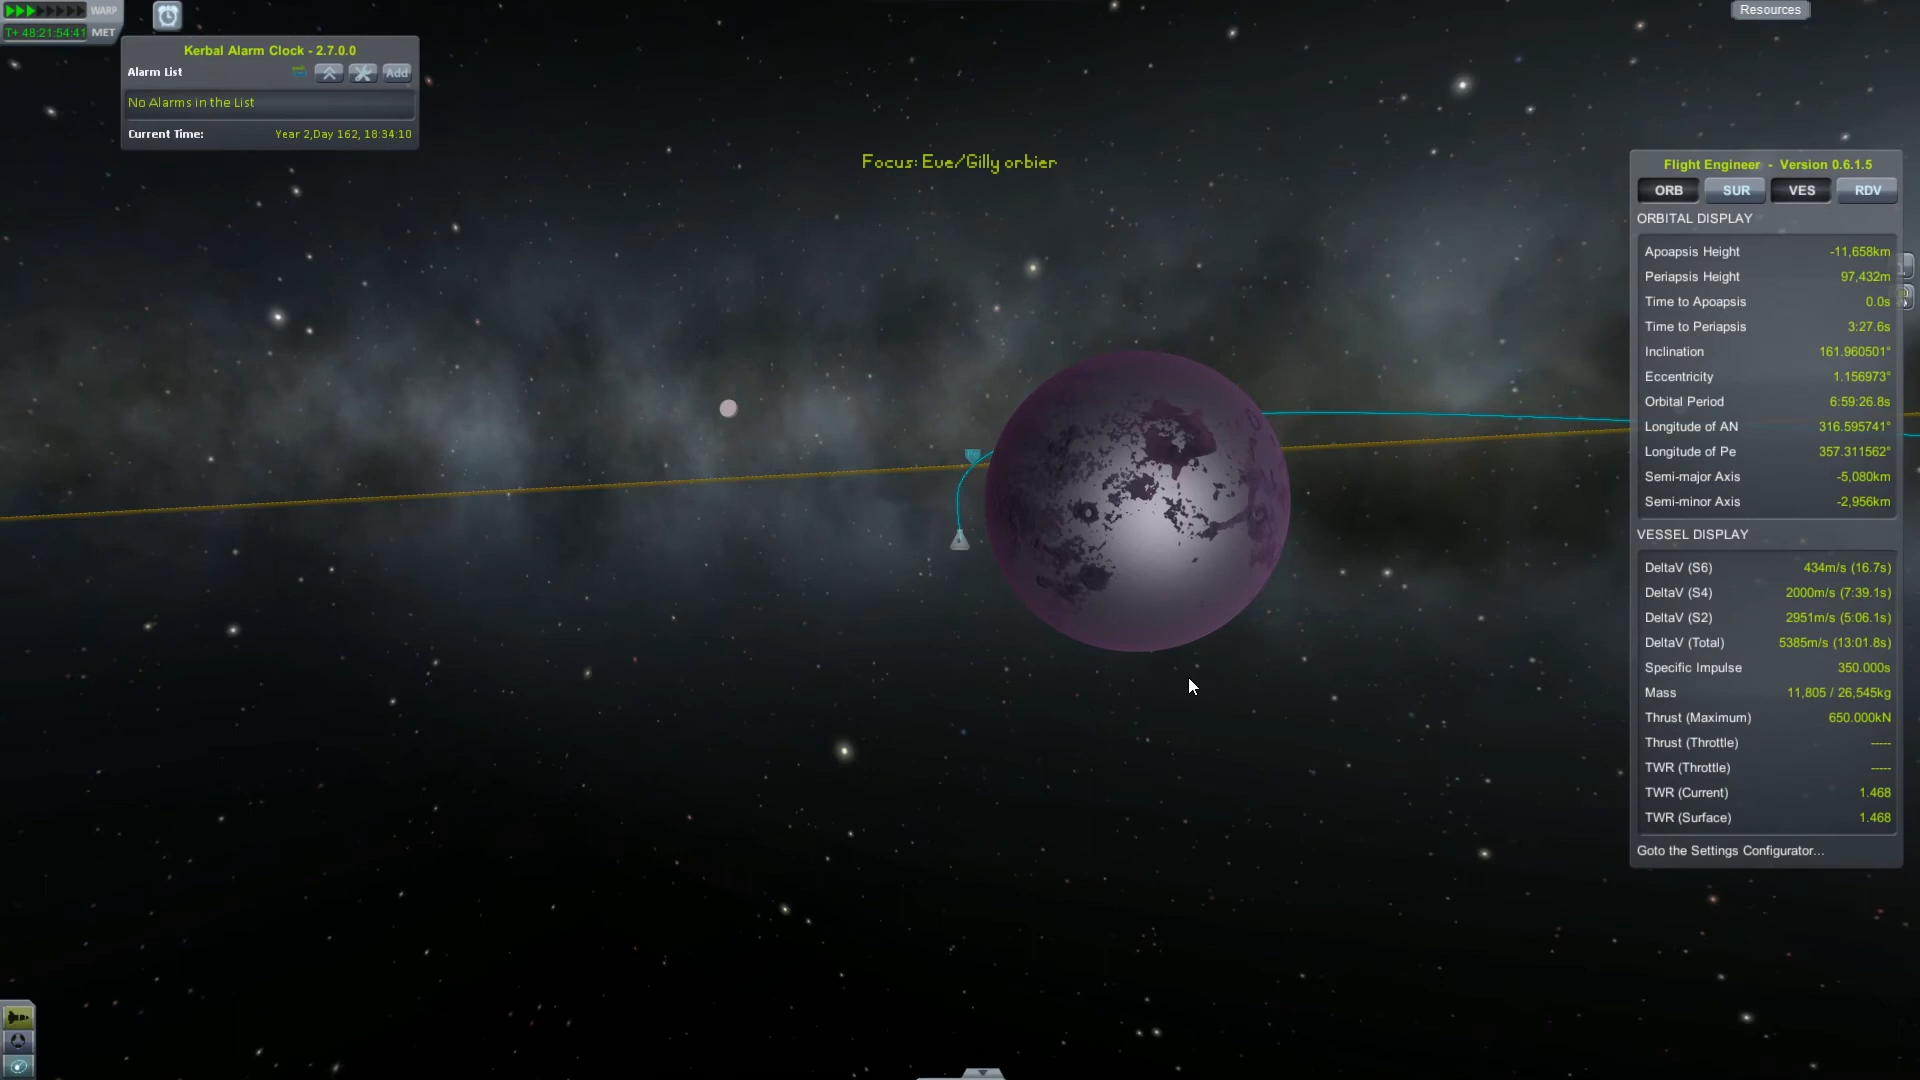 WARP
T+ 48:21:54:41 MET
Resources
Kerbal Alarm Clock - 2.7.0.0
Alarm List Add
No Alarms in the List
Current Time: Year 2,Day 162, 18:34:10
Focus: Eve/Gilly orbier
Flight Engineer - Version 0.6.1.5
ORB SUR VES RDV
ORBITAL DISPLAY
Apoapsis Height -11,658km
Periapsis Height 97,432m
Time to Apoapsis 0.0s
Time to Periapsis 3:27.6s
Inclination 161.960501°
Eccentricity 1.156973°
Orbital Period 6:59:26.8s
Longitude of AN 316.595741°
Longitude of Pe 357.311562°
Semi-major Axis -5,080km
Semi-minor Axis -2,956km
VESSEL DISPLAY
DeltaV (S6) 434m/s (16.7s)
DeltaV (S4) 2000m/s (7:39.1s)
DeltaV (S2) 2951m/s (5:06.1s)
DeltaV (Total) 5385m/s (13:01.8s)
Specific Impulse 350.000s
Mass 11,805 / 26,545kg
Thrust (Maximum) 650.000kN
Thrust (Throttle) -----
TWR (Throttle) -----
TWR (Current) 1.468
TWR (Surface) 1.468
Goto the Settings Configurator...